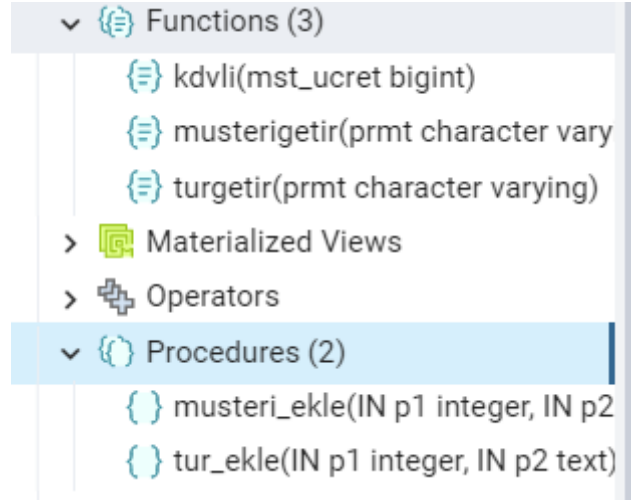 Functions (3)
kdvli(mst_ucret bigint)
musterigetir(prmt character vary
turgetir(prmt character varying)
Materialized Views
Operators
Procedures (2)
musteri_ekle(IN p1 integer, IN p2
tur_ekle(IN p1 integer, IN p2 text)